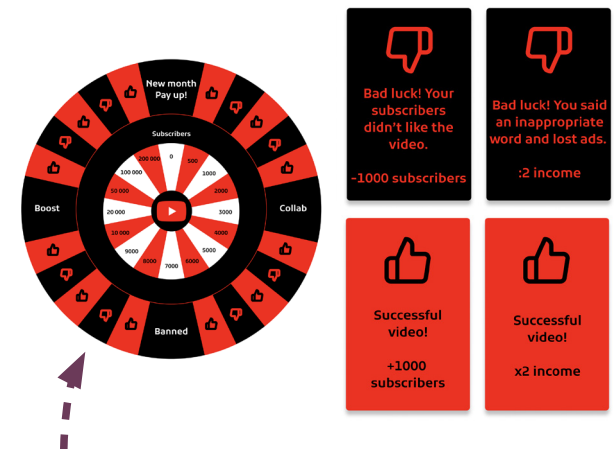 New month
Pay up!
Subscribers
0
500
1000
2000
3000
4000
5000
6000
7000
8000
9000
10 000
20 000
50 000
100 000
200 000
Boost
Collab
Banned
Bad luck! Your
subscribers
didn't like the
video.
-1000 subscribers
Bad luck! You said
an inappropriate
word and lost ads.
:2 income
Successful
video!
+1000
subscribers
Successful
video!
x2 income